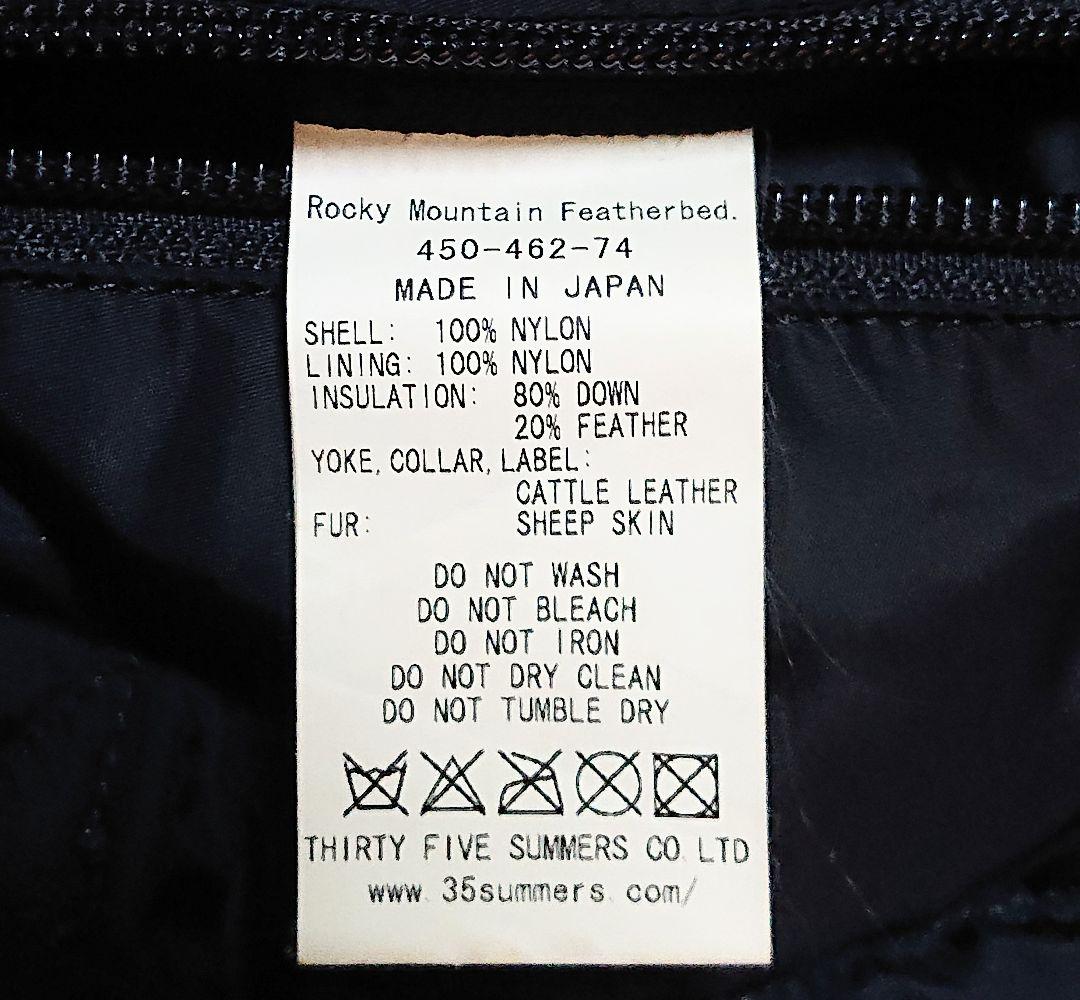 Rocky Mountain Featherbed.
450-462-74
MADE IN JAPAN
SHELL: 100% NYLON
LINING: 100% NYLON
INSULATION: 80% DOWN
20% FEATHER
YOKE, COLLAR, LABEL:
CATTLE LEATHER
FUR: SHEEP SKIN
DO NOT WASH
DO NOT BLEACH
DO NOT IRON
DO NOT DRY CLEAN
DO NOT TUMBLE DRY
THIRTY FIVE SUMMERS CO. LTD
www.35summers.com/